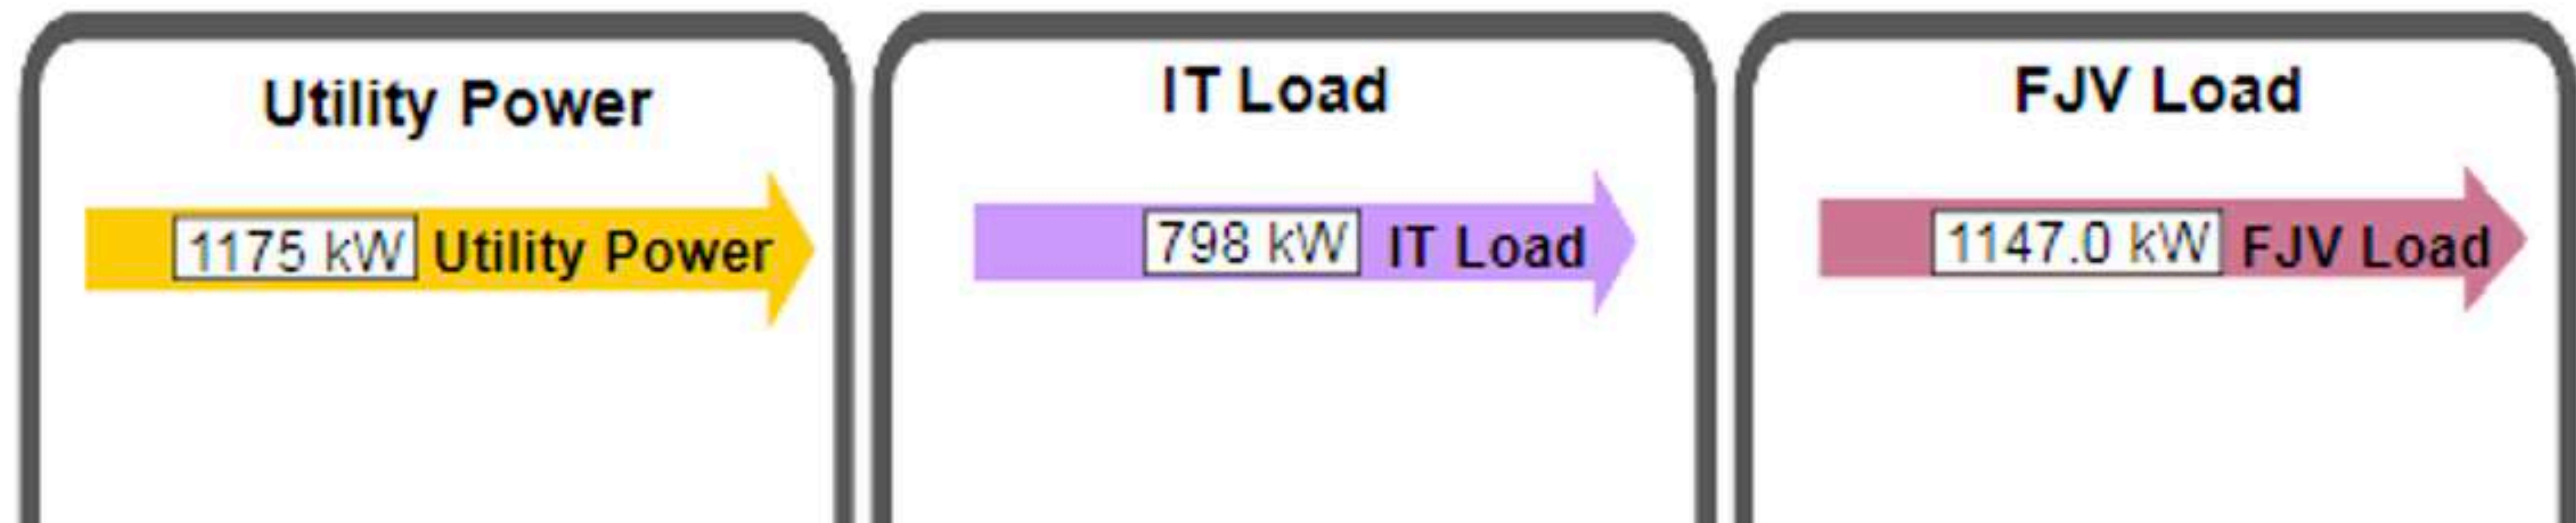 Utility Power
1175 kW Utility Power
IT Load
798 kW IT Load
FJV Load
1147.0 kW FJV Load